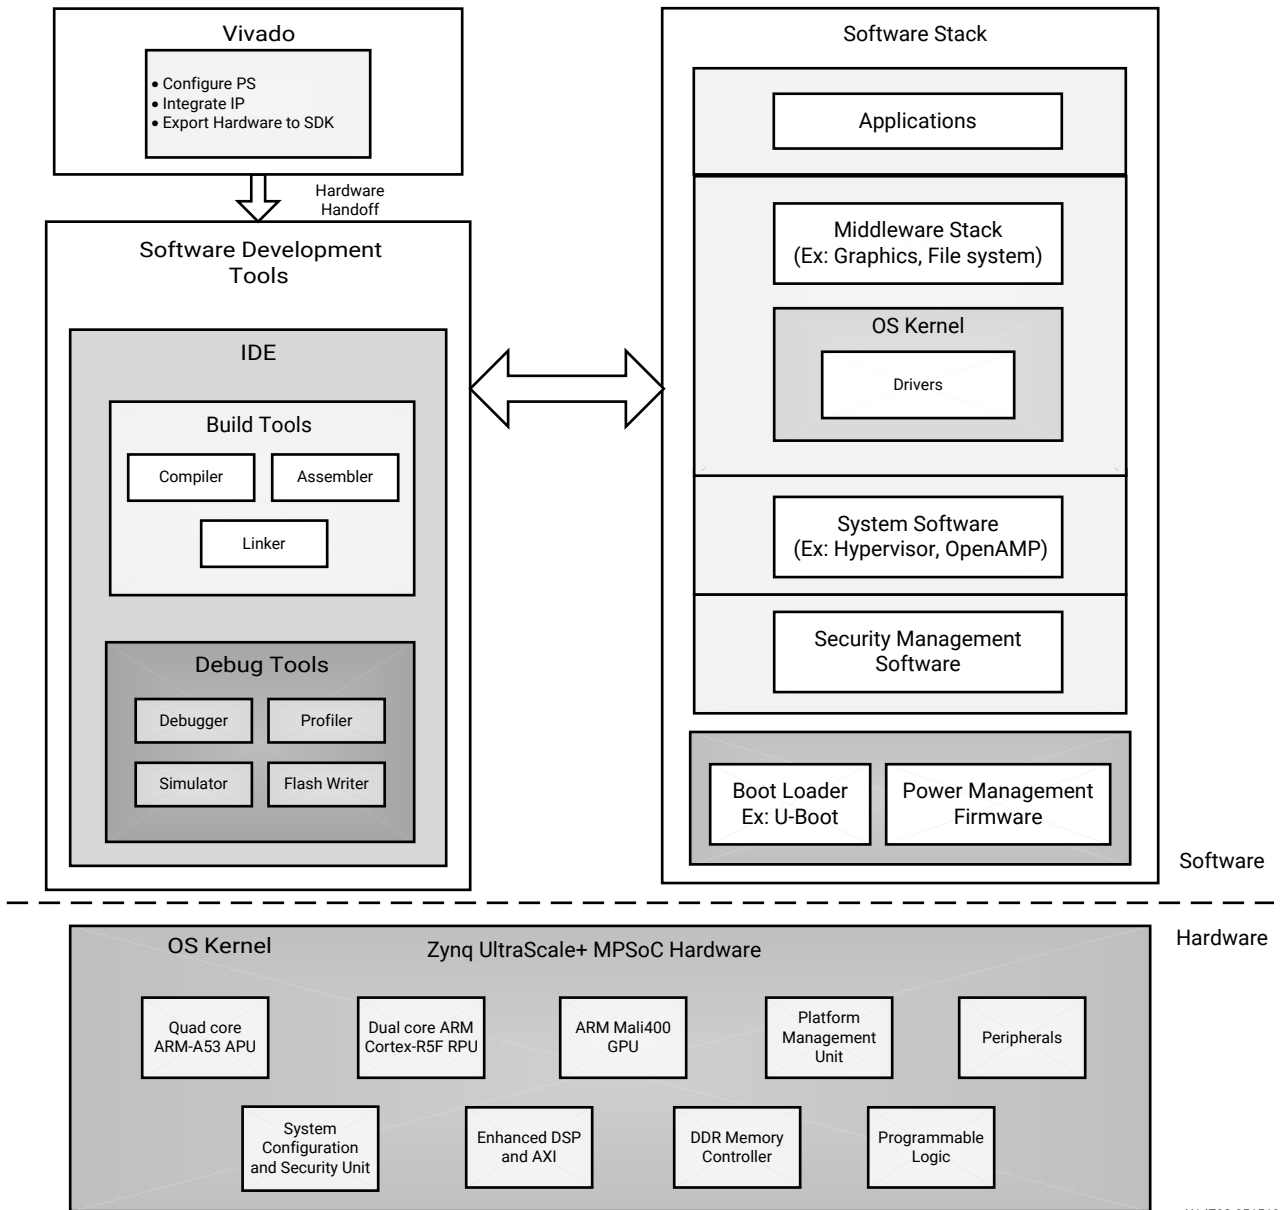 Vivado
• Configure PS
• Integrate IP
• Export Hardware to SDK
Hardware
Handoff
Software Development
Tools
IDE
Build Tools
Compiler
Assembler
Linker
Debug Tools
Debugger
Profiler
Simulator
Flash Writer
Software Stack
Applications
Middleware Stack
(Ex: Graphics, File system)
OS Kernel
Drivers
System Software
(Ex: Hypervisor, OpenAMP)
Security Management
Software
Boot Loader
Ex: U-Boot
Power Management
Firmware
Software
Hardware
OS Kernel
Zynq UltraScale+ MPSoC Hardware
Quad core
ARM-A53 APU
Dual core ARM
Cortex-R5F RPU
ARM Mali400
GPU
Platform
Management
Unit
Peripherals
System
Configuration
and Security Unit
Enhanced DSP
and AXI
DDR Memory
Controller
Programmable
Logic